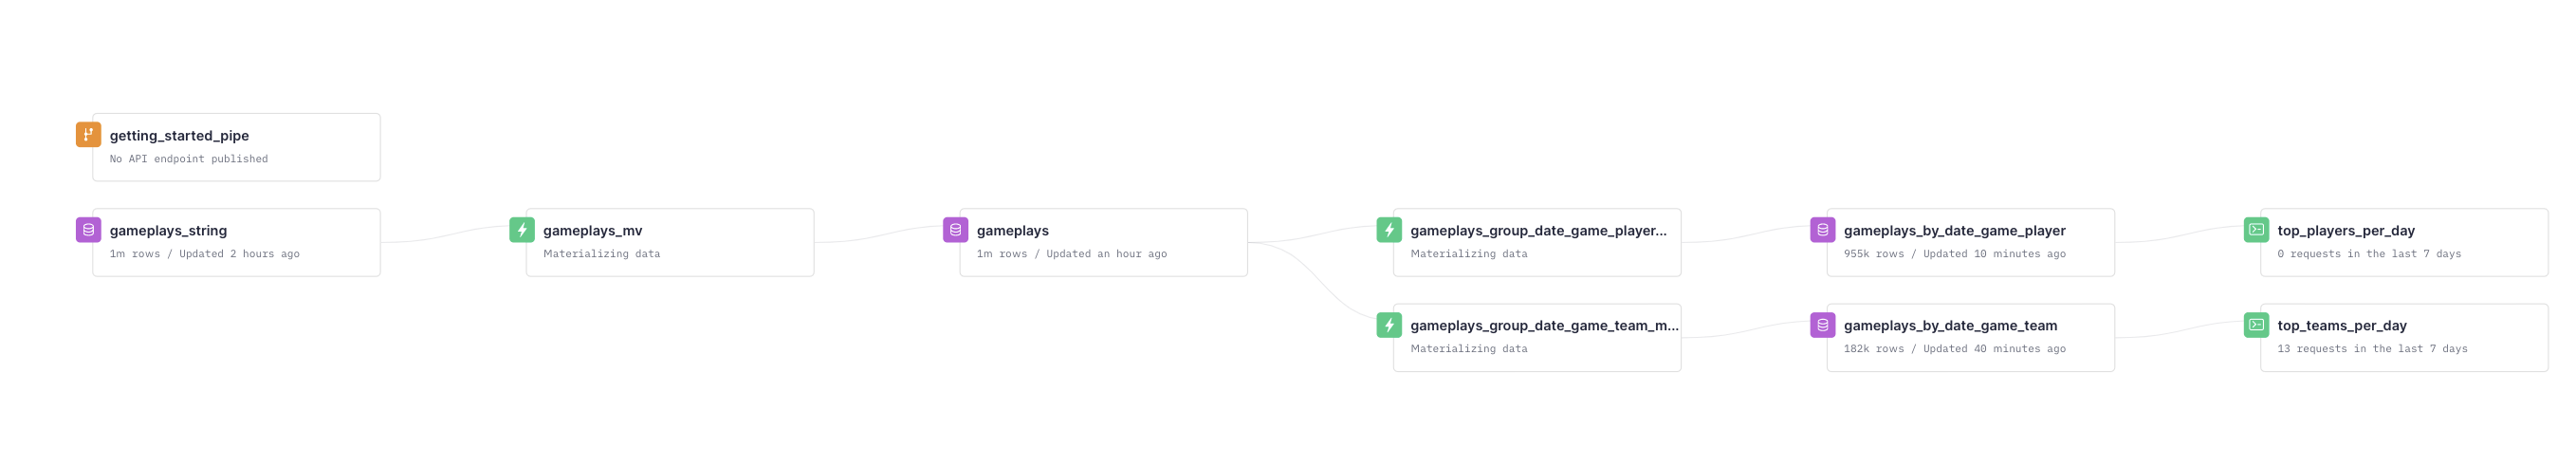 getting_started_pipe
No API endpoint published
gameplays_string
1m rows / Updated 2 hours ago
gameplays_mv
Materializing data
gameplays
1m rows / Updated an hour ago
gameplays_group_date_game_player...
Materializing data
gameplays_by_date_game_player
955k rows / Updated 10 minutes ago
top_players_per_day
0 requests in the last 7 days
gameplays_group_date_game_team_m...
Materializing data
gameplays_by_date_game_team
182k rows / Updated 40 minutes ago
top_teams_per_day
13 requests in the last 7 days